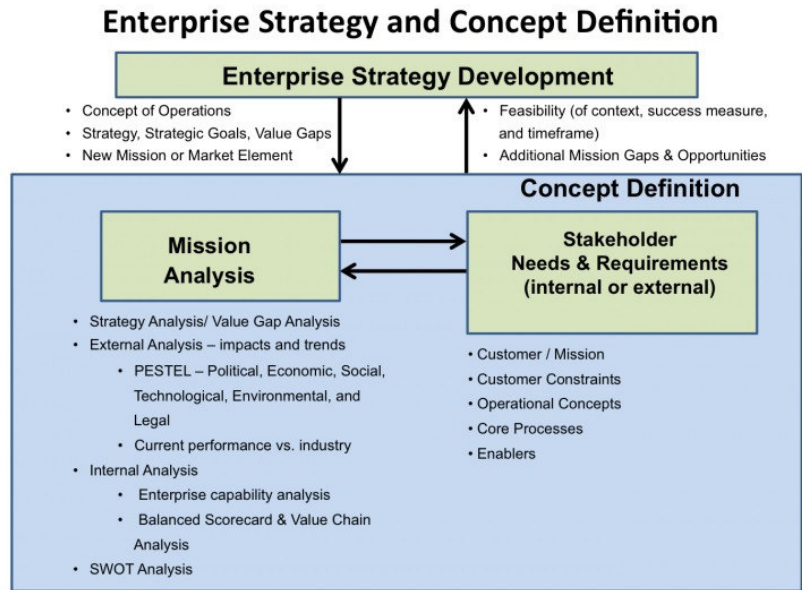 Enterprise Strategy and Concept Definition
Enterprise Strategy Development
• Concept of Operations
• Strategy, Strategic Goals, Value Gaps
• New Mission or Market Element
• Feasibility (of context, success measure,
and timeframe)
• Additional Mission Gaps & Opportunities
Concept Definition
Mission
Analysis
Stakeholder
Needs & Requirements
(internal or external)
• Strategy Analysis/ Value Gap Analysis
• External Analysis – impacts and trends
• PESTEL – Political, Economic, Social,
Technological, Environmental, and
Legal
• Current performance vs. industry
• Internal Analysis
• Enterprise capability analysis
• Balanced Scorecard & Value Chain
Analysis
• SWOT Analysis
• Customer / Mission
• Customer Constraints
• Operational Concepts
• Core Processes
• Enablers